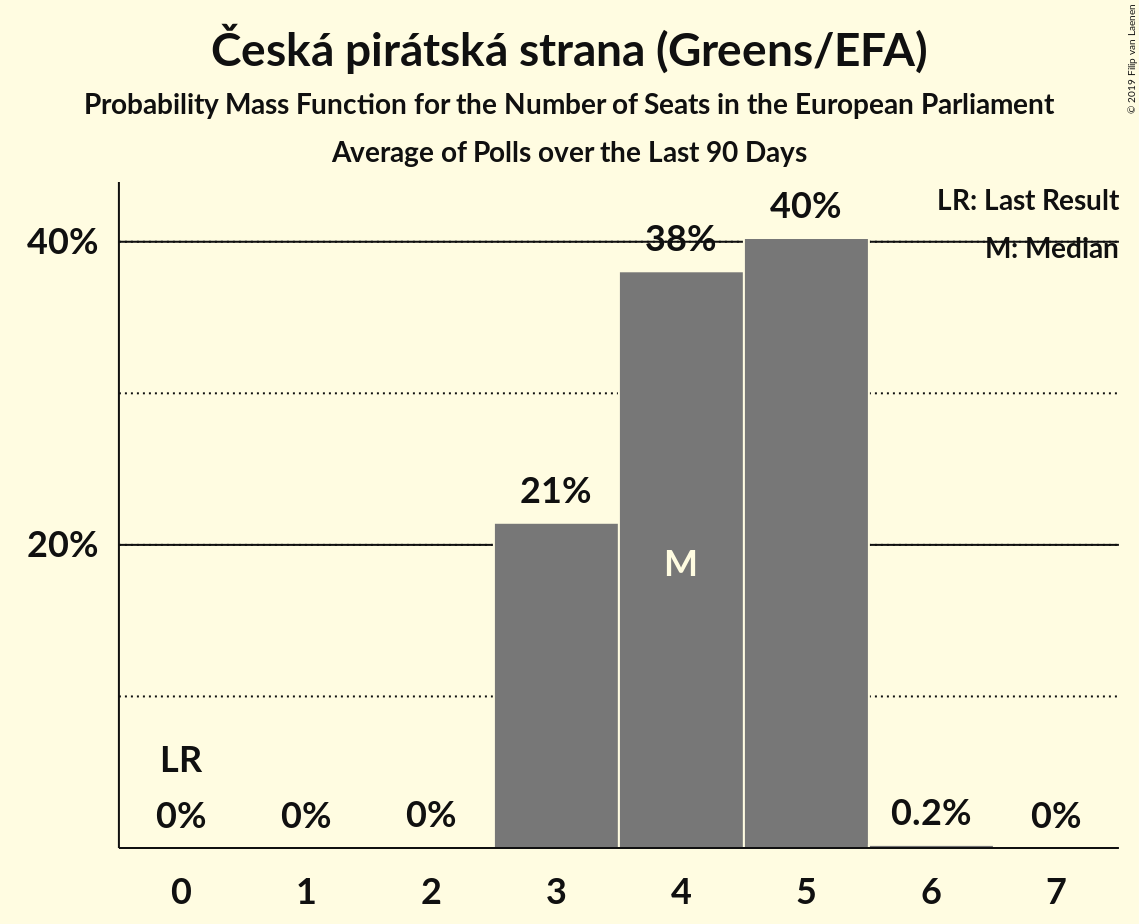 Česká pirátská strana (Greens/EFA)
Probability Mass Function for the Number of Seats in the European Parliament
Average of Polls over the Last 90 Days
© 2019 Filip van Laenen
LR: Last Result
M: Median
40%
20%
LR
0%
0%
0%
21%
38%
M
40%
0.2%
0%
0 1 2 3 4 5 6 7